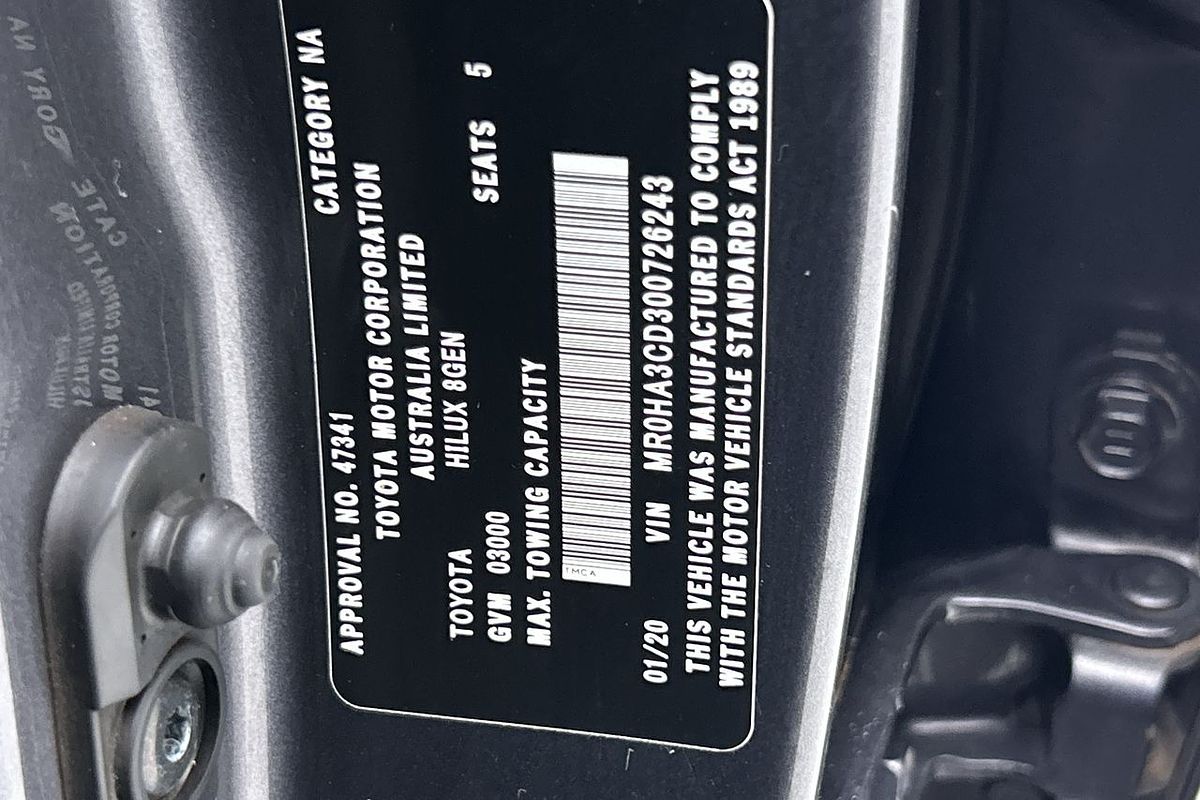 APPROVAL NO. 47341 CATEGORY NA
TOYOTA MOTOR CORPORATION
AUSTRALIA LIMITED
TOYOTA HILUX 8GEN
GVM 03000 SEATS 5
MAX. TOWING CAPACITY
TMCA
01/20 VIN MR0HA3CD300726243
THIS VEHICLE WAS MANUFACTURED TO COMPLY
WITH THE MOTOR VEHICLE STANDARDS ACT 1989